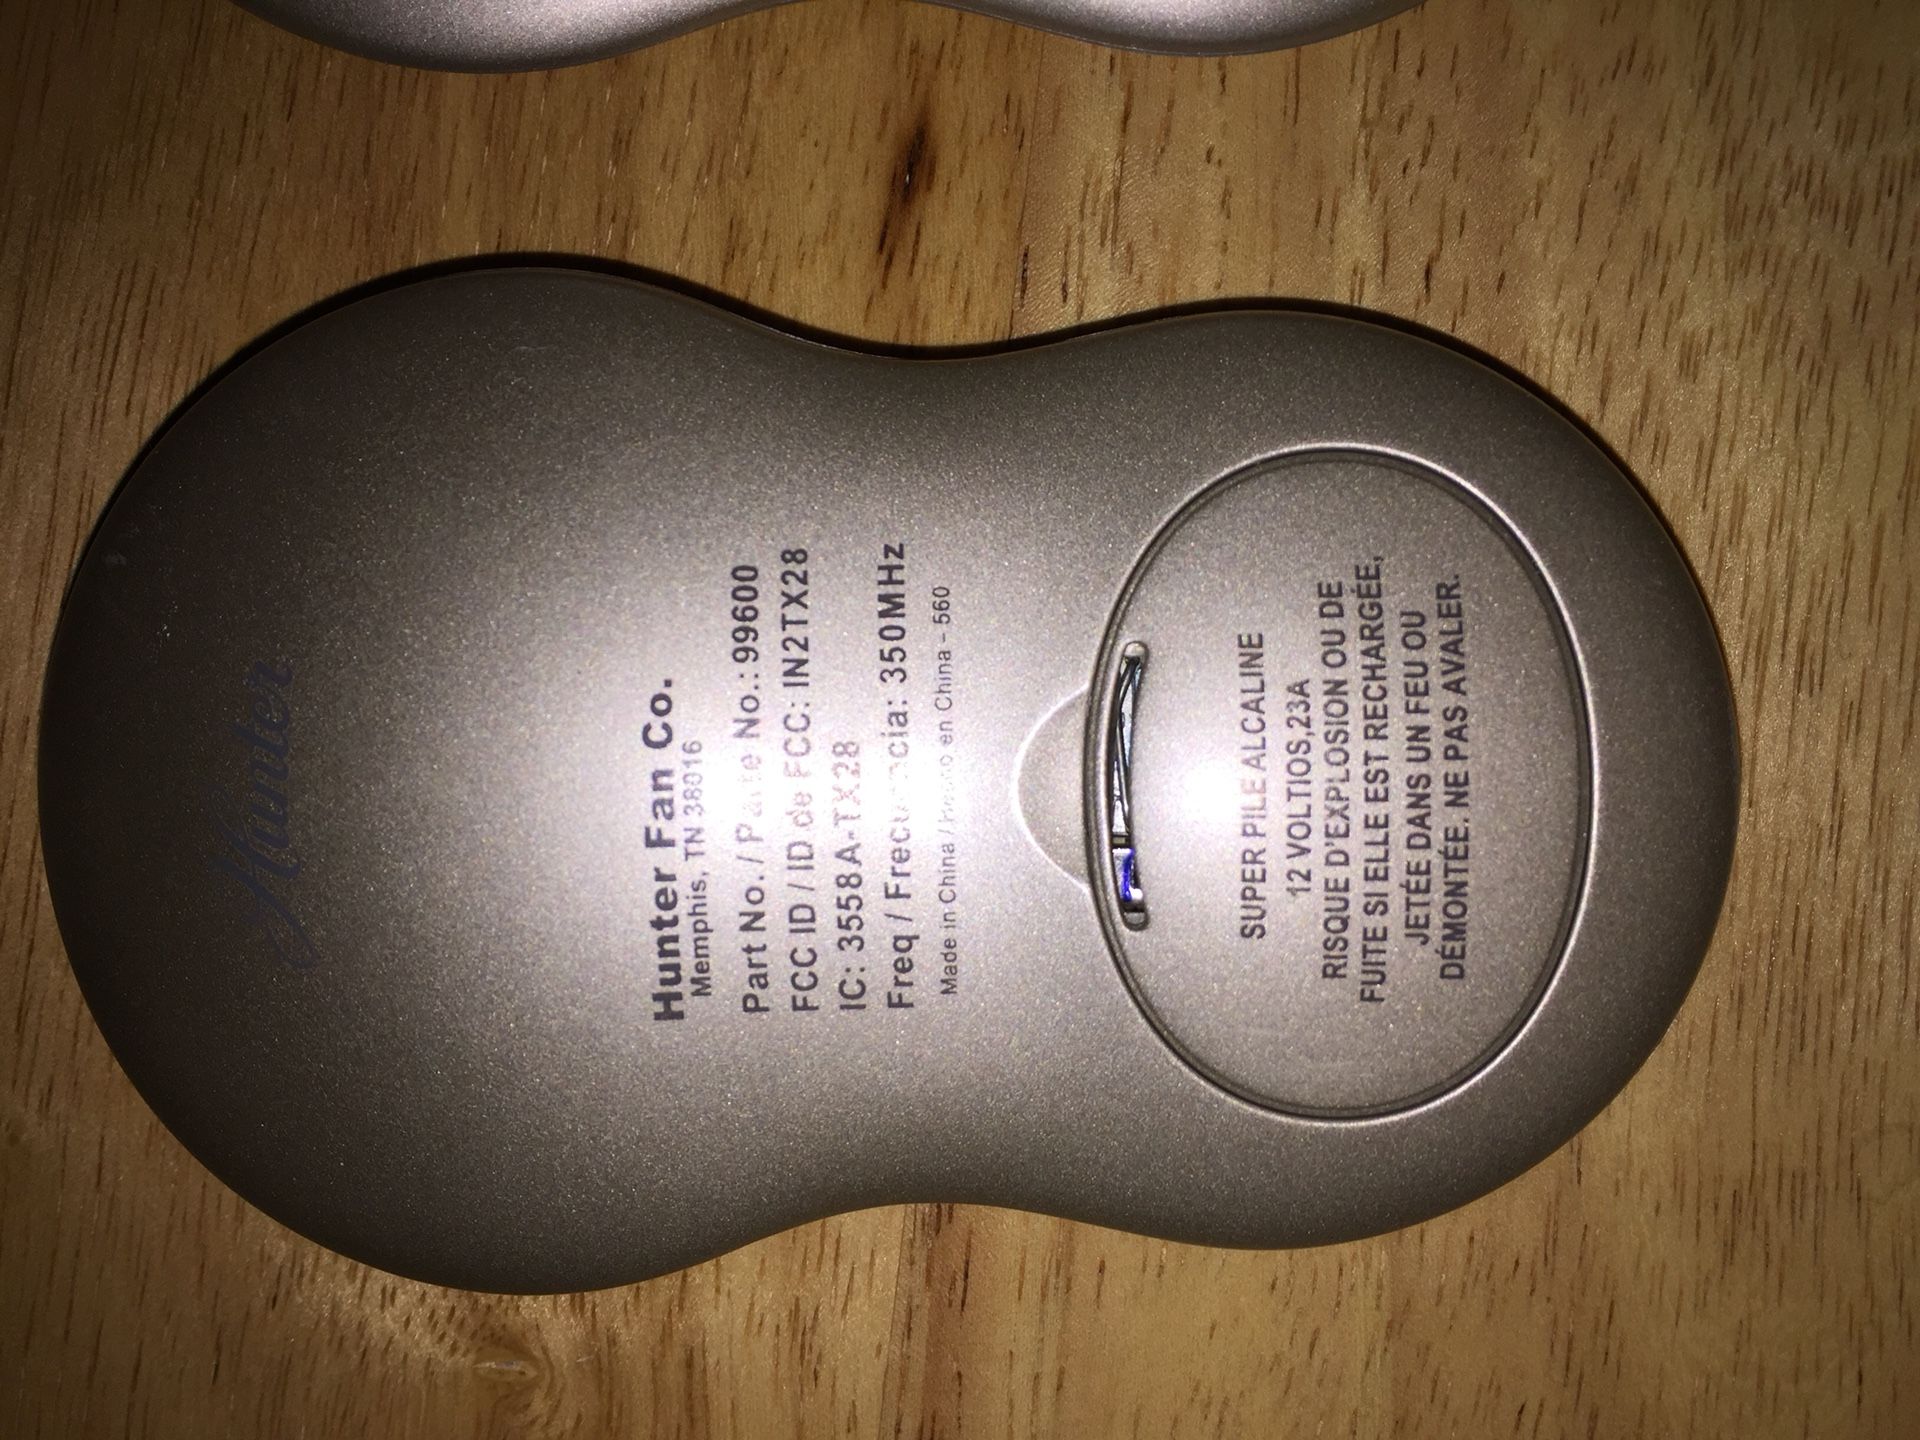 Hunter
Hunter Fan Co.
Memphis, TN 38016
Part No. / Parte No.: 99600
FCC ID / ID de FCC: IN2TX28
IC: 3558A-TX28
Freq / Frecuencia: 350MHz
Made in China / Hecho en China - 560
SUPER PILE ALCALINE
12 VOLTIOS,23A
RISQUE D'EXPLOSION OU DE
FUITE SI ELLE EST RECHARGÉE,
JETÉE DANS UN FEU OU
DÉMONTÉE. NE PAS AVALER.